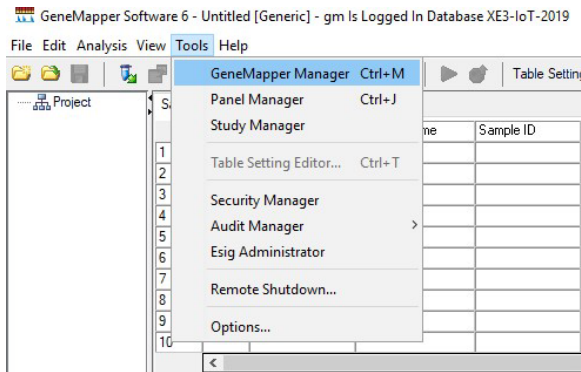 GeneMapper Software 6 - Untitled [Generic] - gm Is Logged In Database XE3-IoT-2019
File Edit Analysis View Tools Help
Table Setting
Project
GeneMapper Manager Ctrl+M
Panel Manager Ctrl+J
Study Manager
Table Setting Editor... Ctrl+T
Security Manager
Audit Manager
Esig Administrator
Remote Shutdown...
Options...
me Sample ID
1
2
3
4
5
6
7
8
9
10